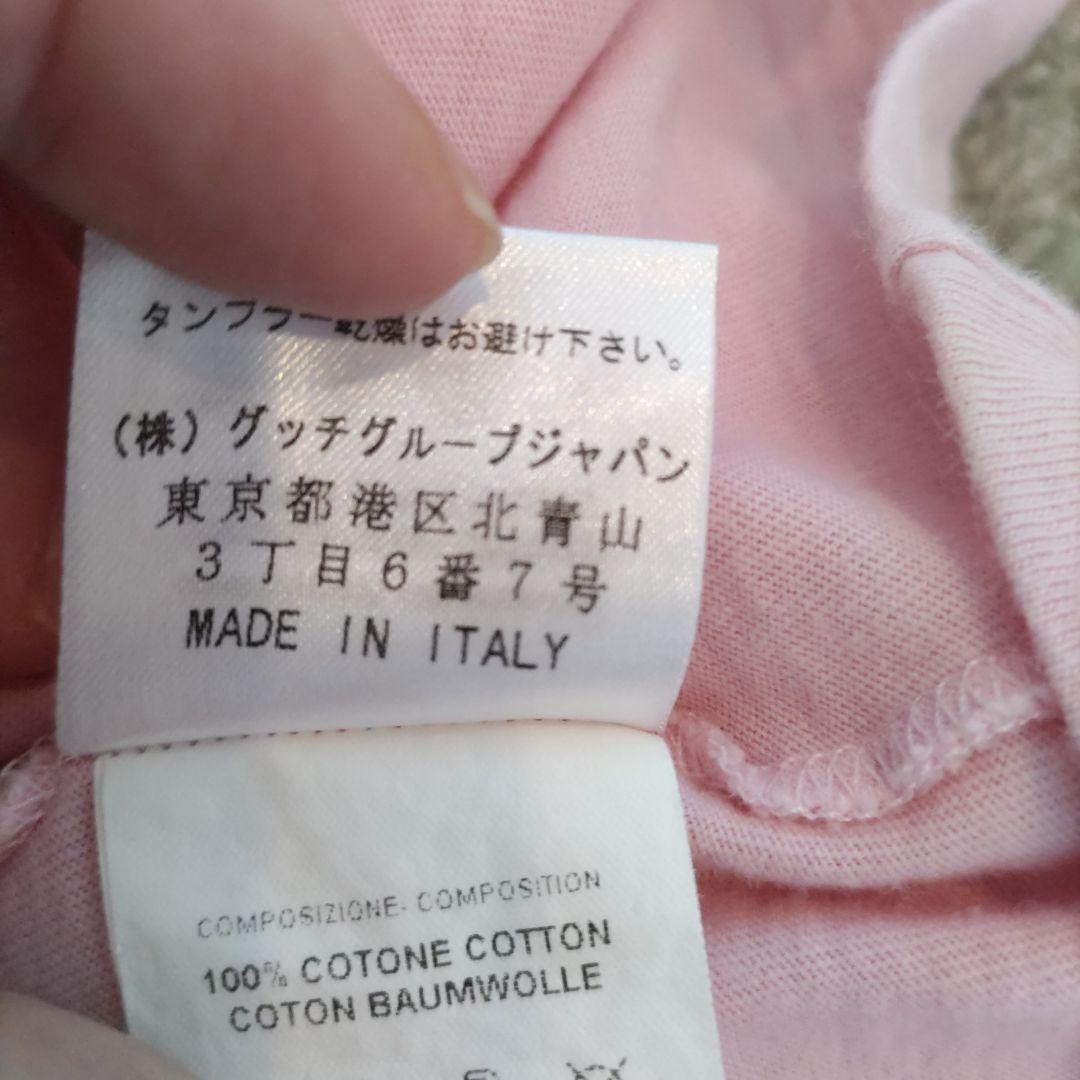 タンブラー乾燥はお避け下さい。
(株)グッチグループジャパン
東京都港区北青山
3丁目6番7号
MADE IN ITALY
COMPOSIZIONE- COMPOSITION
100% COTONE COTTON
COTON BAUMWOLLE